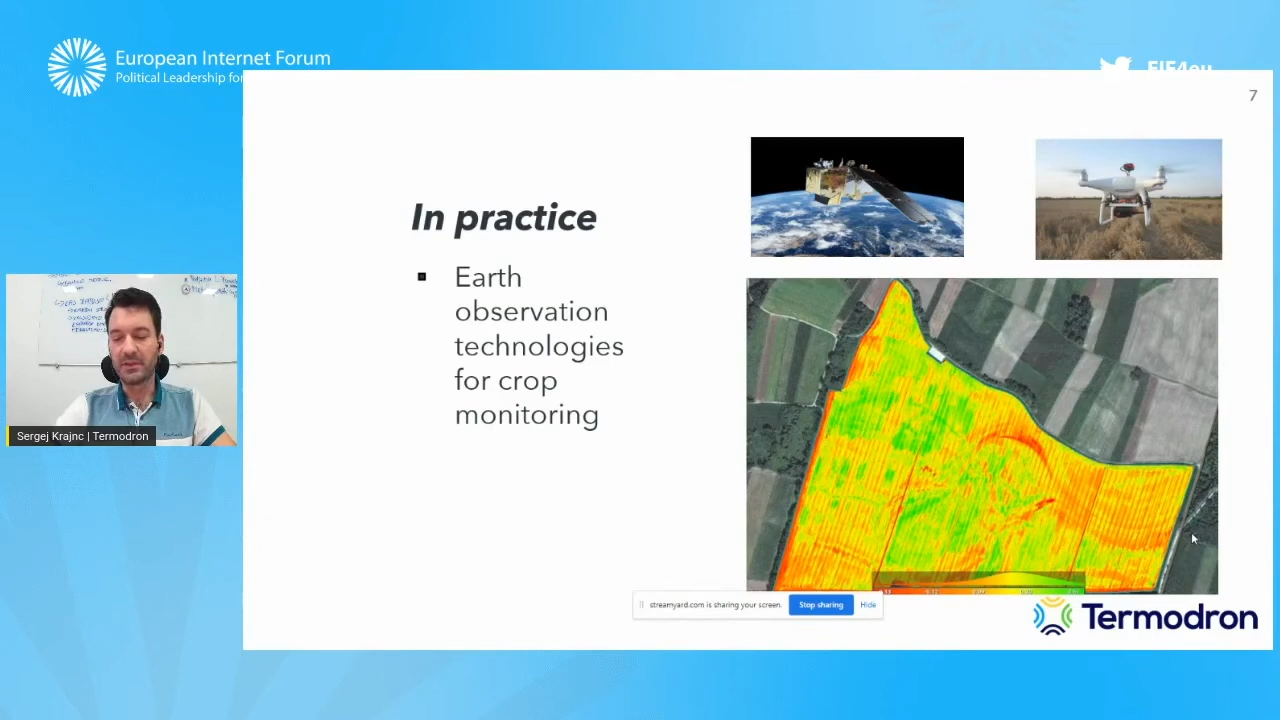 European Internet Forum
Political Leadership for
EIF4eu
7
In practice
Earth
observation
technologies
for crop
monitoring
Sergej Krajnc | Termodron
streamyard.com is sharing your screen.
Stop sharing
Hide
Termodron